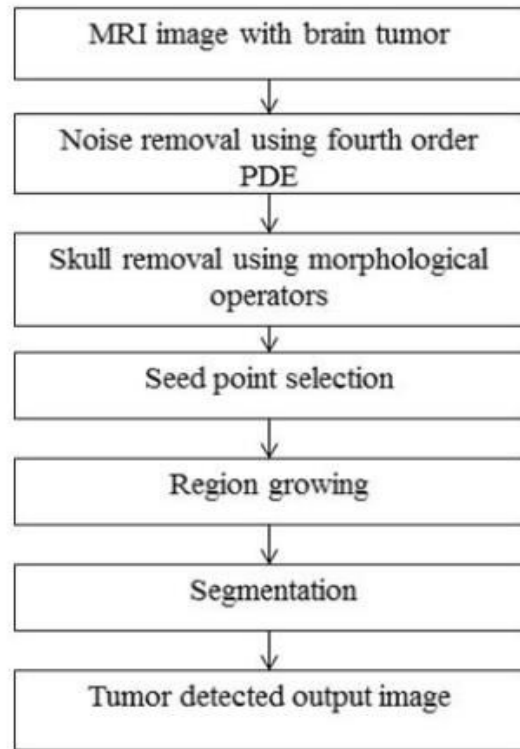 MRI image with brain tumor
Noise removal using fourth order
PDE
Skull removal using morphological
operators
Seed point selection
Region growing
Segmentation
Tumor detected output image